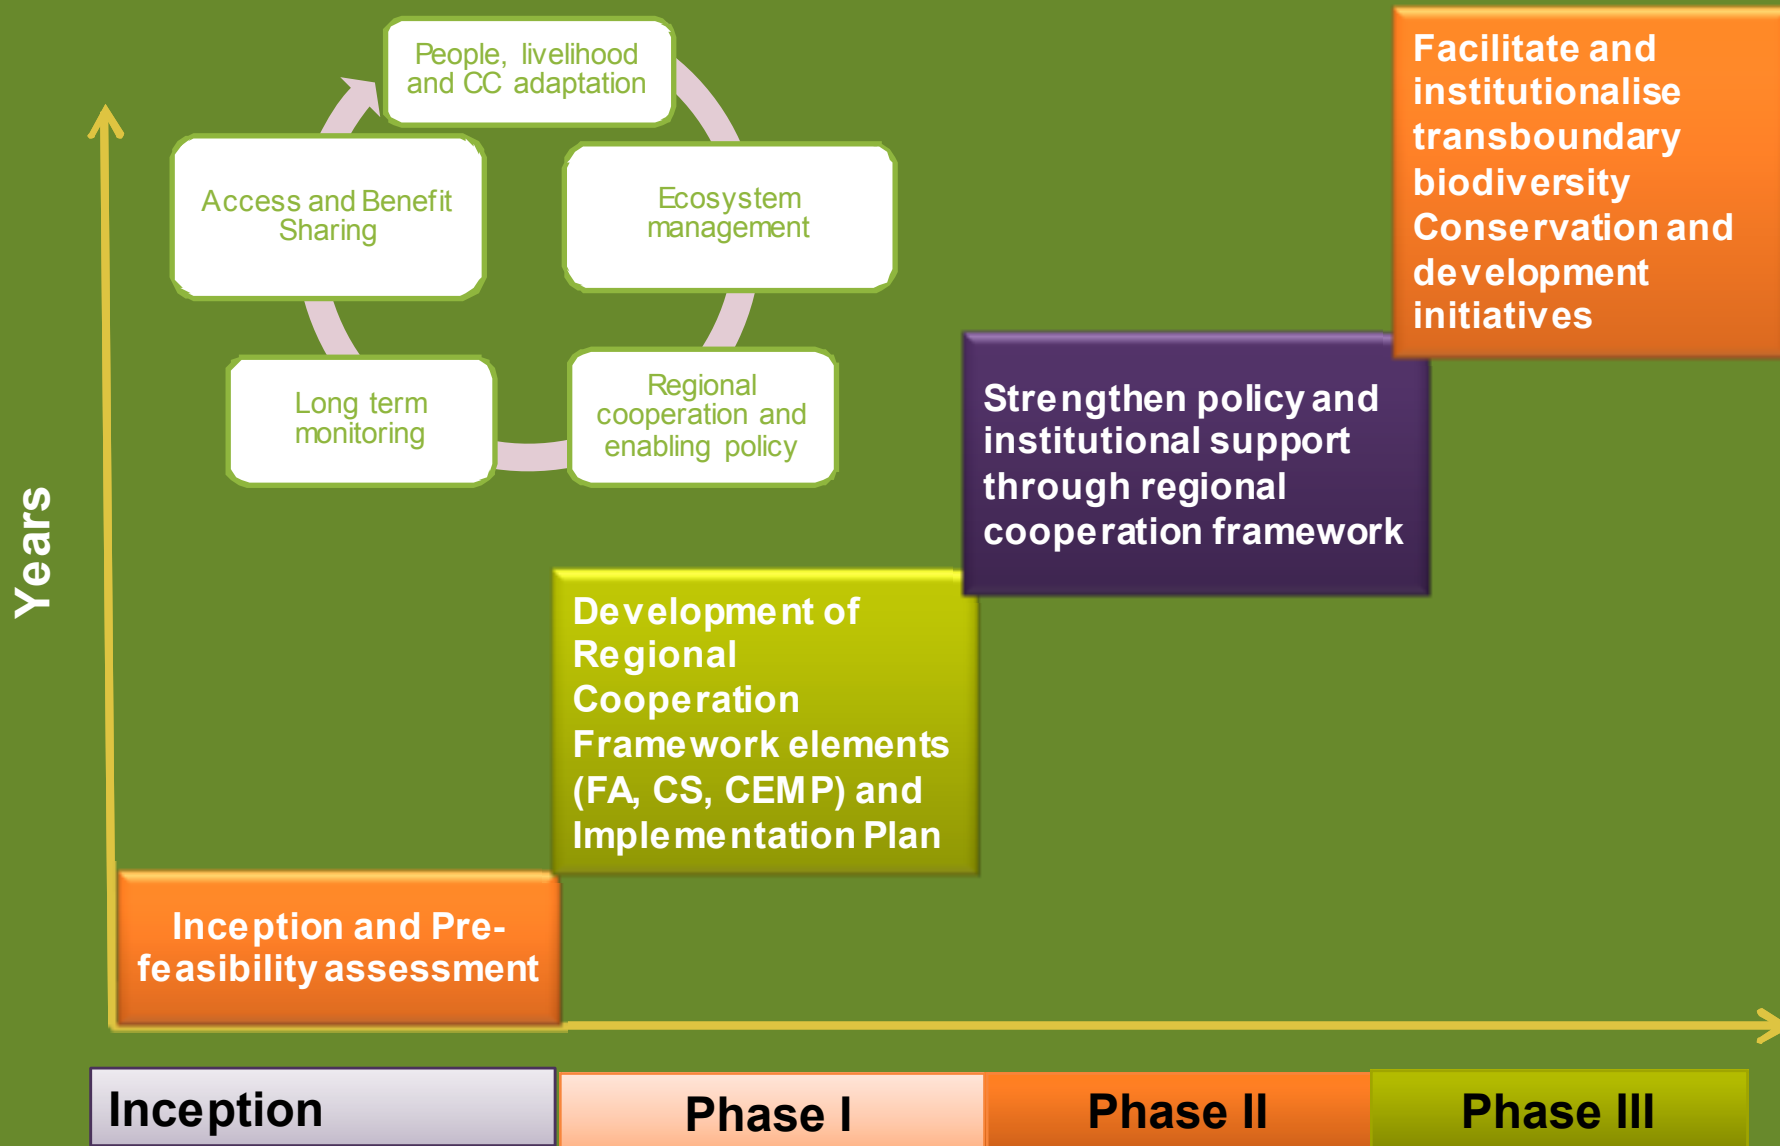 People, livelihood
and CC adaptation
Access and Benefit
Sharing
Ecosystem
management
Long term
monitoring
Regional
cooperation and
enabling policy
Facilitate and
institutionalise
transboundary
biodiversity
Conservation and
development
initiatives
Strengthen policy and
institutional support
through regional
cooperation framework
Development of
Regional
Cooperation
Framework elements
(FA, CS, CEMP) and
Implementation Plan
Inception and Pre-
feasibility assessment
Years
Inception
Phase I
Phase II
Phase III